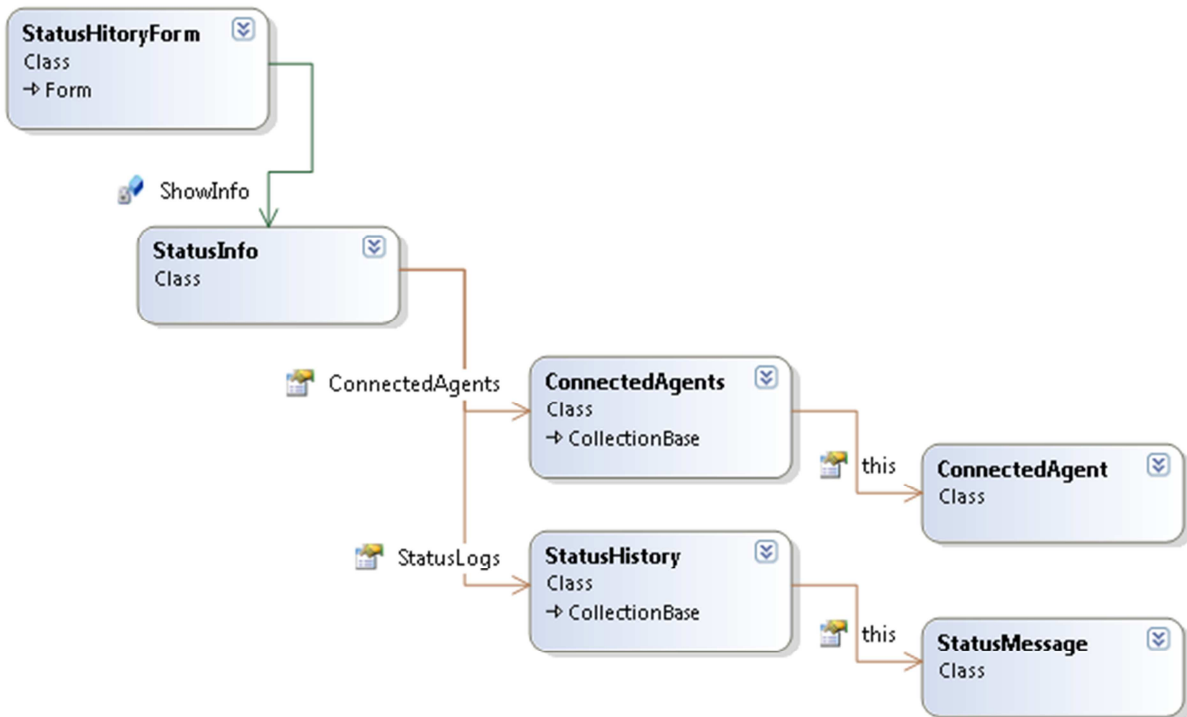 StatusHitoryForm
Class
Form
ShowInfo
StatusInfo
Class
ConnectedAgents
ConnectedAgents
Class
CollectionBase
this
ConnectedAgent
Class
StatusLogs
StatusHistory
Class
CollectionBase
this
StatusMessage
Class